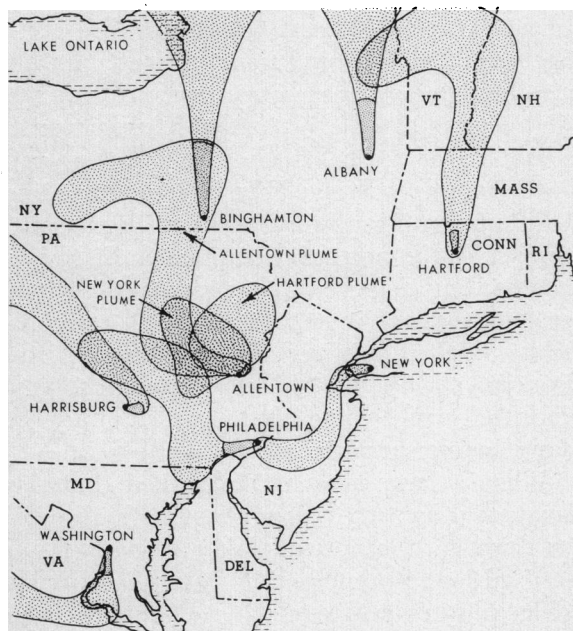 LAKE ONTARIO
VT
NH
ALBANY
MASS
NY
BINGHAMTON
PA
ALLENTOWN PLUME
CONN
RI
HARTFORD
NEW YORK
PLUME
HARTFORD PLUME
NEW YORK
ALLENTOWN
HARRISBURG
PHILADELPHIA
MD
NJ
WASHINGTON
VA
DEL